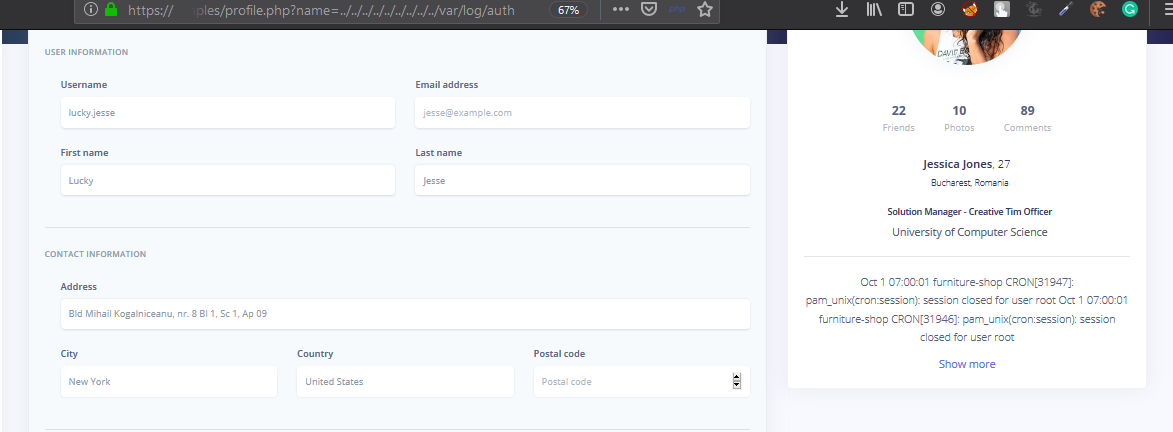 https:// nples/profile.php?name=../../../../../../../../../var/log/auth 67% php
USER INFORMATION
Username Email address
lucky.jesse jesse@example.com
First name Last name
Lucky Jesse
CONTACT INFORMATION
Address
Bld Mihail Kogalniceanu, nr. 8 Bl 1, Sc 1, Ap 09
City Country Postal code
New York United States Postal code
22 10 89
Friends Photos Comments
Jessica Jones, 27
Bucharest, Romania
Solution Manager - Creative Tim Officer
University of Computer Science
Oct 1 07:00:01 furniture-shop CRON[31947]:
pam_unix(cron:session): session closed for user root Oct 1 07:00:01
furniture-shop CRON[31946]: pam_unix(cron:session): session
closed for user root
Show more